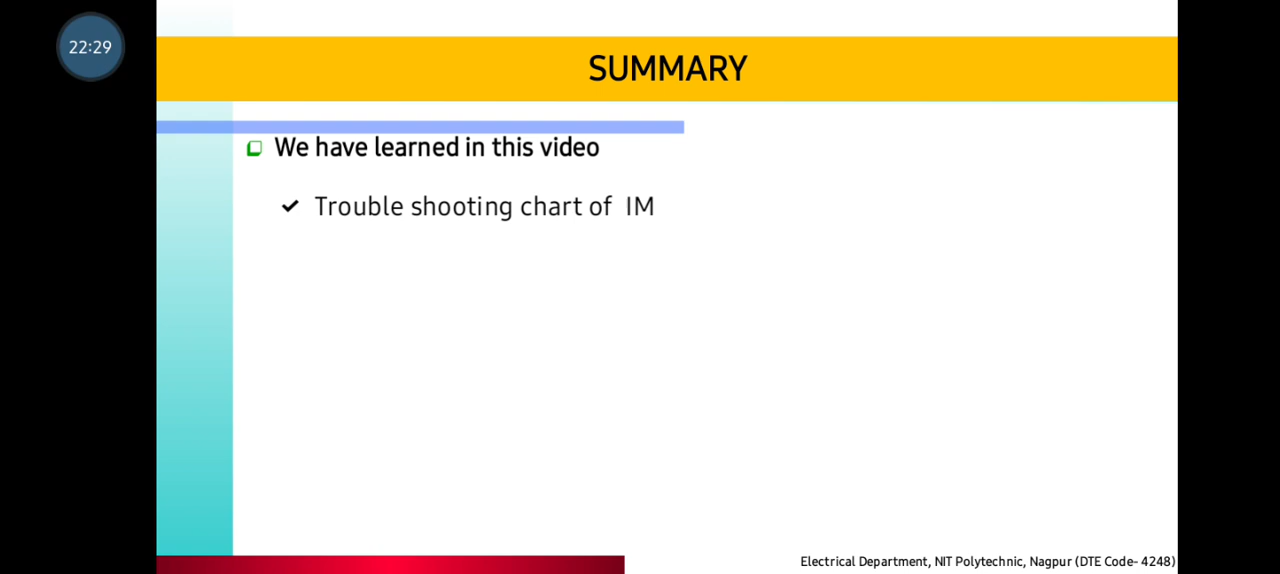 22:29
SUMMARY
We have learned in this video
Trouble shooting chart of IM
Electrical Department, NIT Polytechnic, Nagpur (DTE Code- 4248)